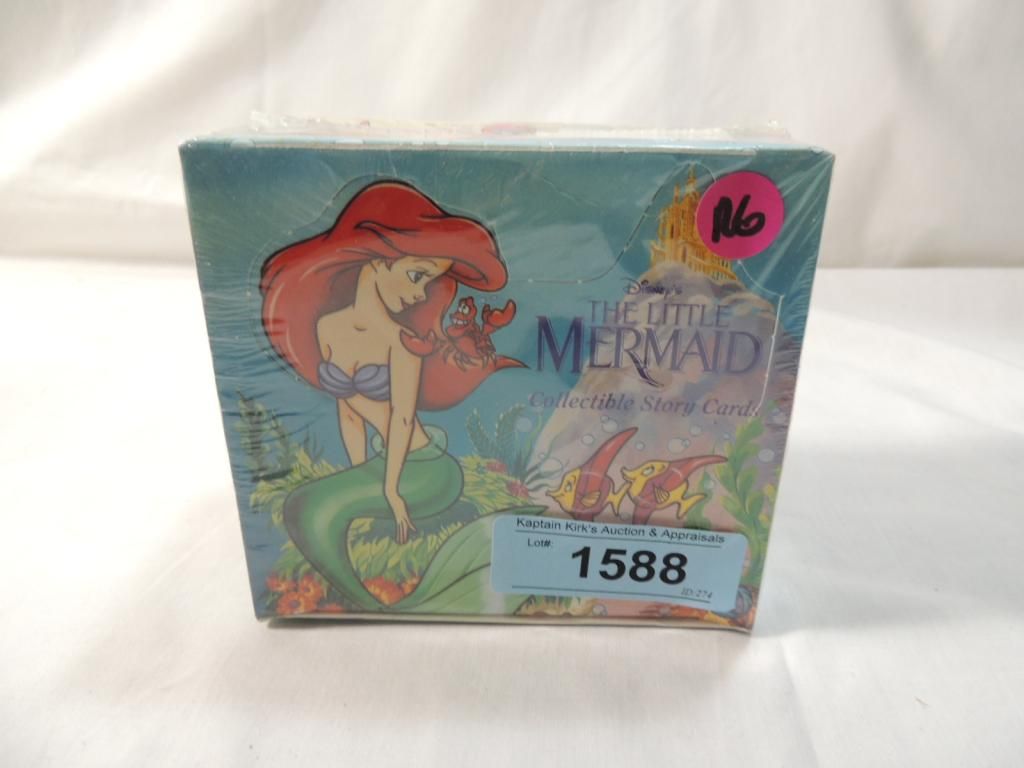 R6
Disney's
THE LITTLE
MERMAID
Collectible Story Cards
Kaptain Kirk's Auction & Appraisals
Lot#:
1588
ID:274